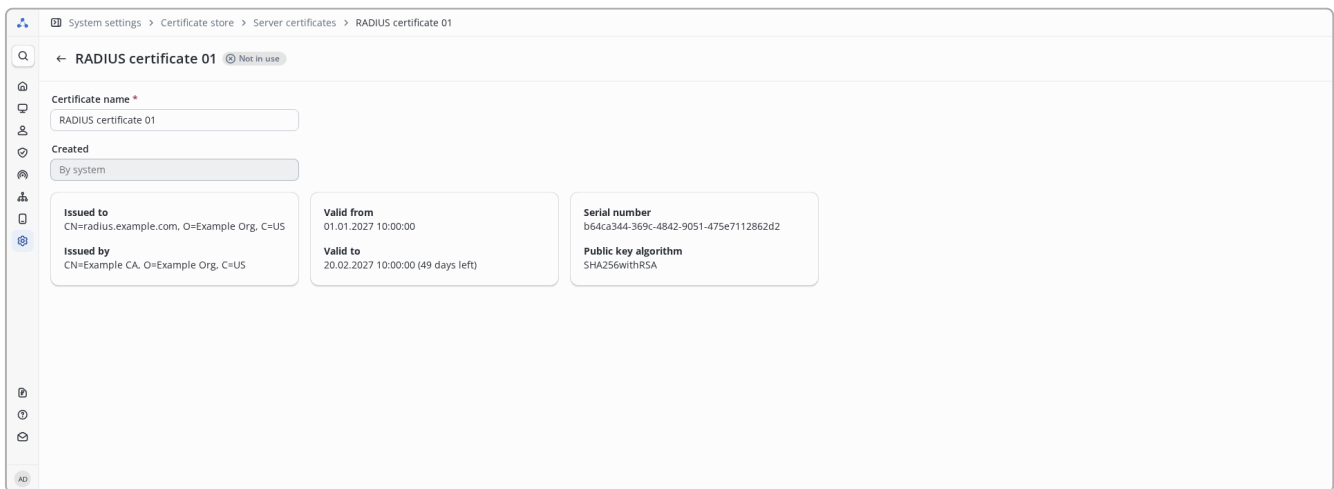 System settings > Certificate store > Server certificates > RADIUS certificate 01
← RADIUS certificate 01 Not in use
Certificate name *
RADIUS certificate 01
Created
By system
Issued to
CN=radius.example.com, O=Example Org, C=US
Issued by
CN=Example CA, O=Example Org, C=US
Valid from
01.01.2027 10:00:00
Valid to
20.02.2027 10:00:00 (49 days left)
Serial number
b64ca344-369c-4842-9051-475e7112862d2
Public key algorithm
SHA256withRSA
AD